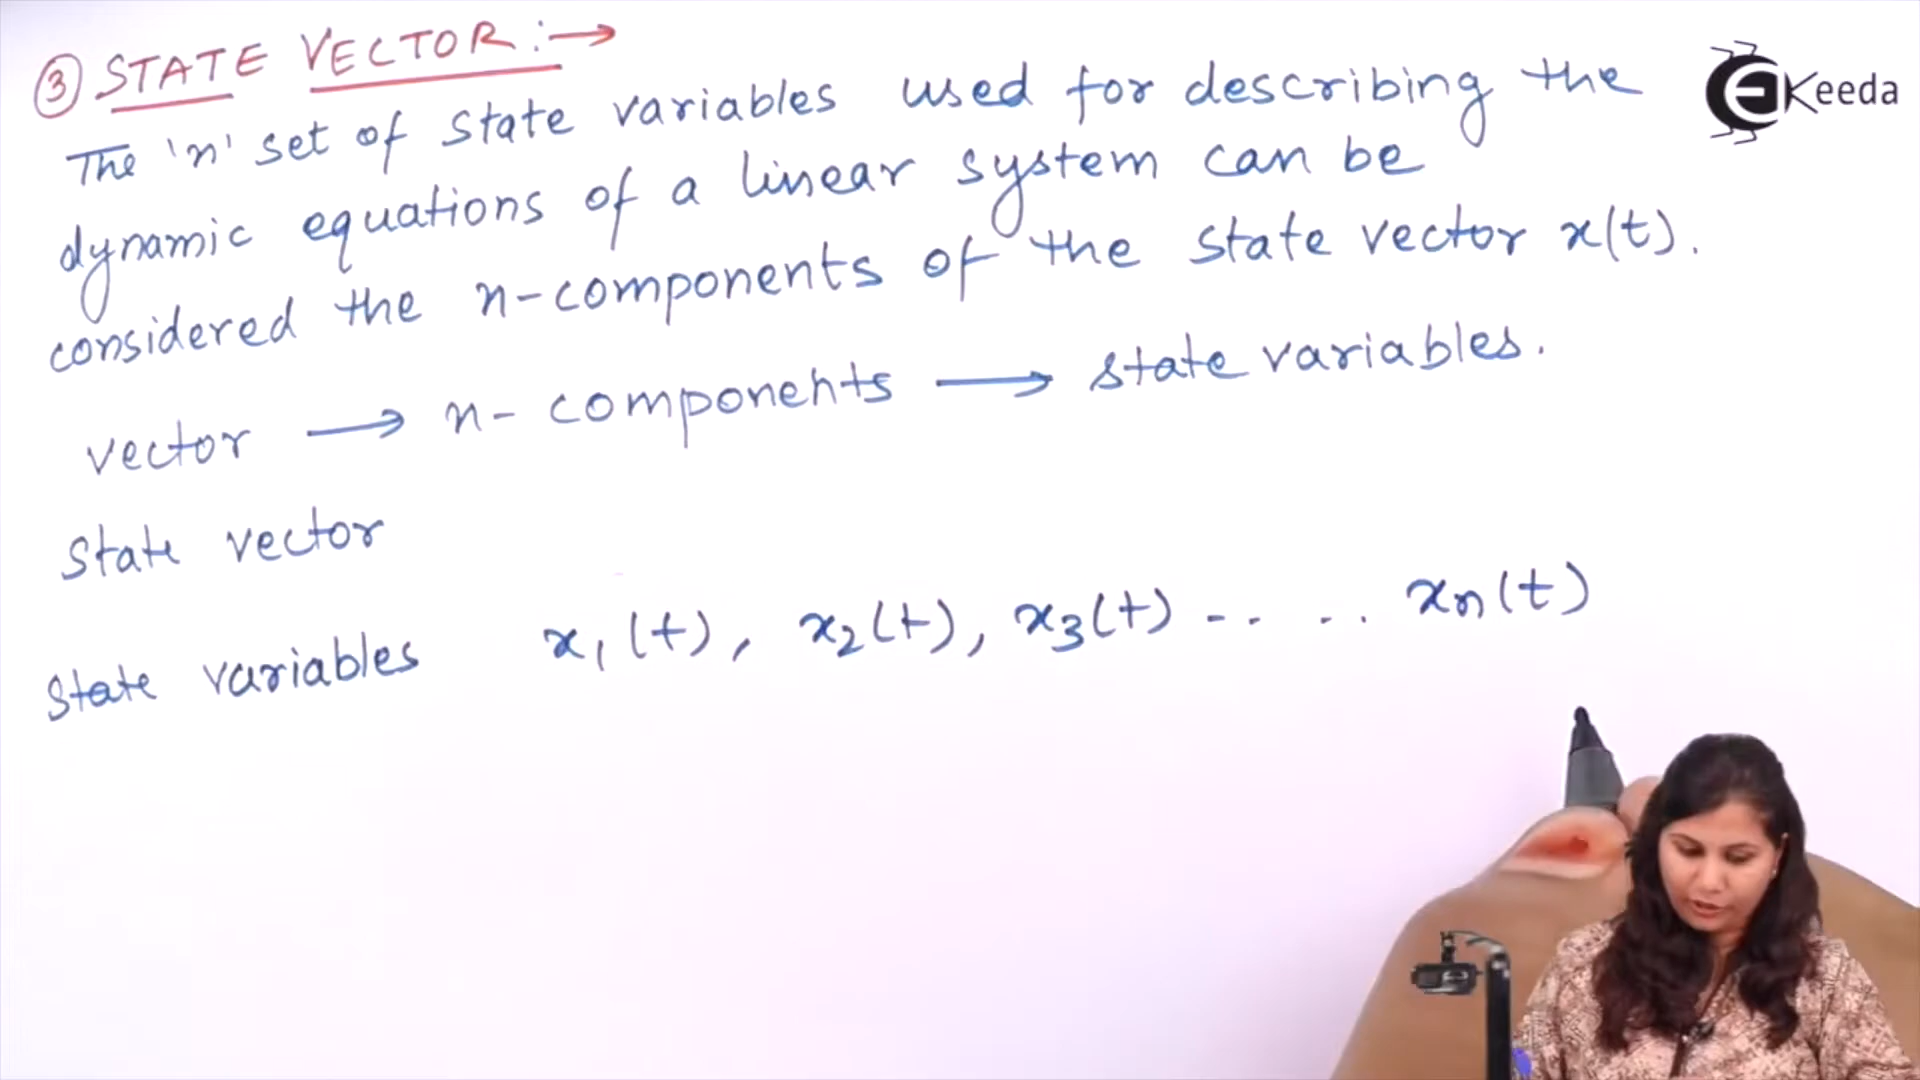 ③ STATE VECTOR :→
The 'n' set of state variables used for describing the
dynamic equations of a linear system can be
considered the n-components of the state vector x(t).
vector → n- components → state variables.
state vector
state variables x₁(t), x₂(t), x₃(t) -- . .. xn(t)
EKeeda